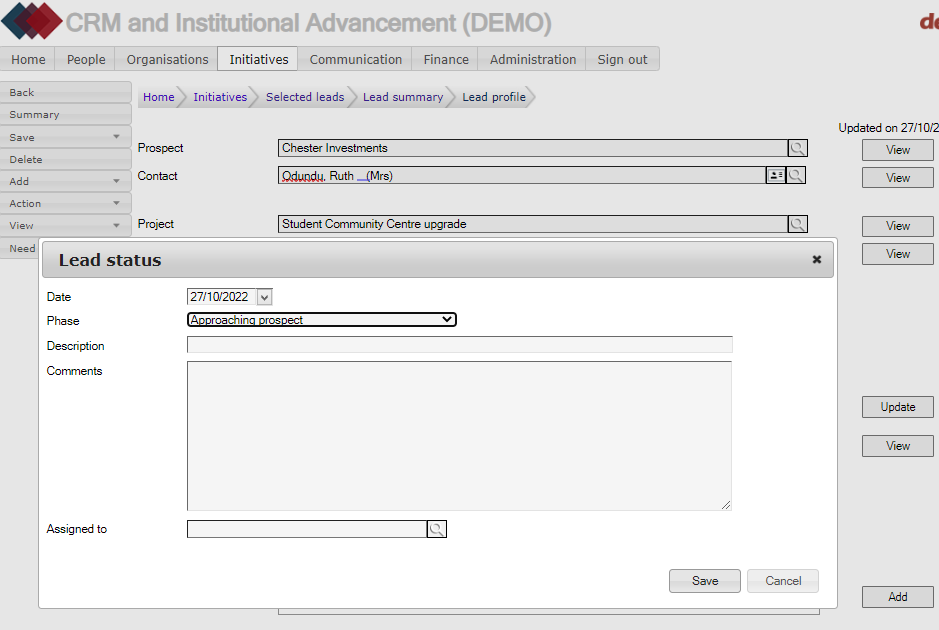 CRM and Institutional Advancement (DEMO)
Home People Organisations Initiatives Communication Finance Administration Sign out
Back
Summary
Save
Delete
Add
Action
View
Need
Home Initiatives Selected leads Lead summary Lead profile
Updated on 27/10/2
Prospect Chester Investments View
Contact Odundu, Ruth __(Mrs) View
Project Student Community Centre upgrade View
View
Lead status
Date 27/10/2022
Phase Approaching prospect
Description
Comments
Update
View
Assigned to
Save Cancel
Add